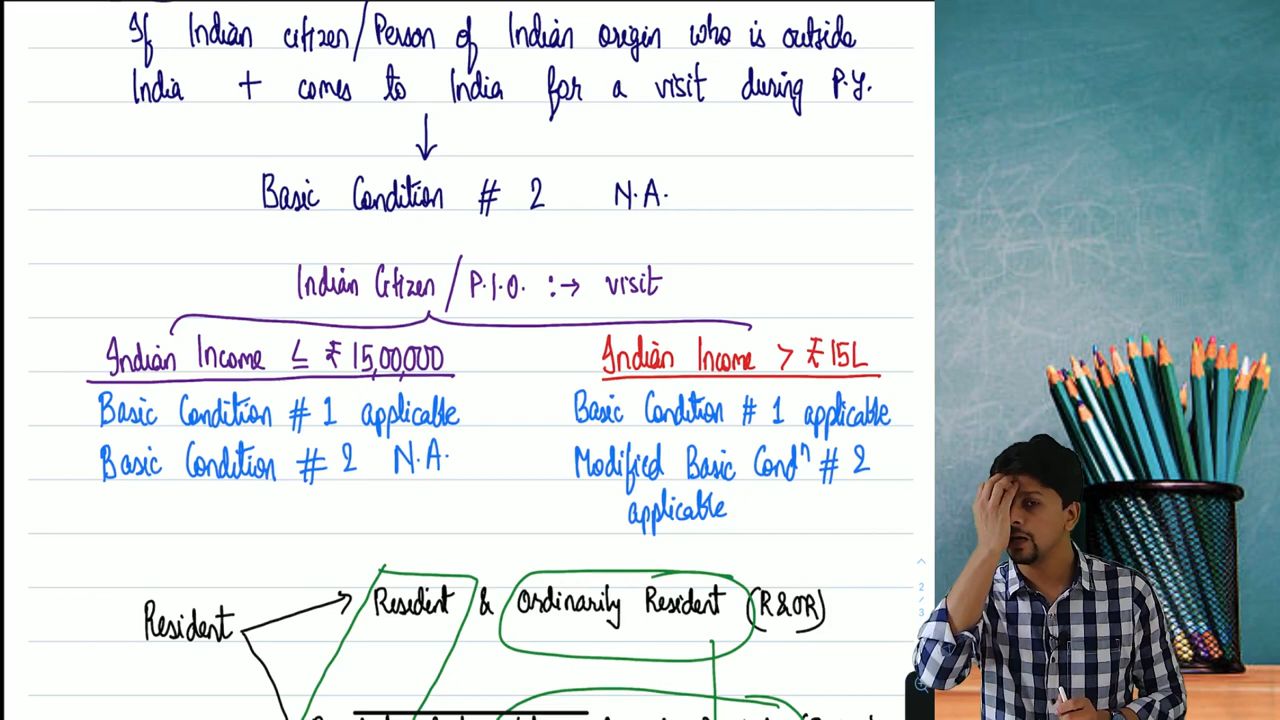 If Indian citizen/Person of Indian origin who is outside
India + comes to India for a visit during P.Y.
Basic Condition # 2 N.A.
Indian Citizen / P.I.O. :→ visit
Indian Income ≤ ₹15,00,000
Indian Income > ₹15L
Basic Condition # 1 applicable
Basic Condition # 1 applicable
Basic Condition # 2 N.A.
Modified Basic Condⁿ # 2
applicable
Resident
Resident & Ordinarily Resident (R&OR)
2
/
3